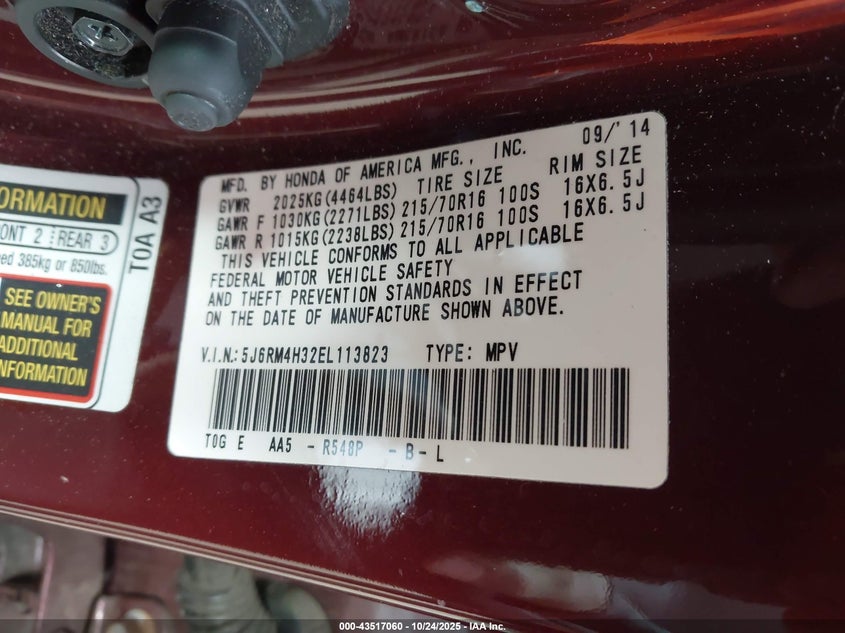 ORMATION
ONT 2 REAR 3
ed 385kg or 850lbs.
SEE OWNER'S
MANUAL FOR
ADDITIONAL
INFORMATION
T0A A3
09/'14
MFD. BY HONDA OF AMERICA MFG., INC.
GVWR 2025KG(4464LBS) TIRE SIZE RIM SIZE
GAWR F 1030KG(2271LBS) 215/70R16 100S 16X6.5J
GAWR R 1015KG(2238LBS) 215/70R16 100S 16X6.5J
THIS VEHICLE CONFORMS TO ALL APPLICABLE
FEDERAL MOTOR VEHICLE SAFETY
AND THEFT PREVENTION STANDARDS IN EFFECT
ON THE DATE OF MANUFACTURE SHOWN ABOVE.
V.I.N.:5J6RM4H32EL113823 TYPE: MPV
T0G E AA5 -R548P -B-L
000-43517060 - 10/24/2025 - IAA Inc.